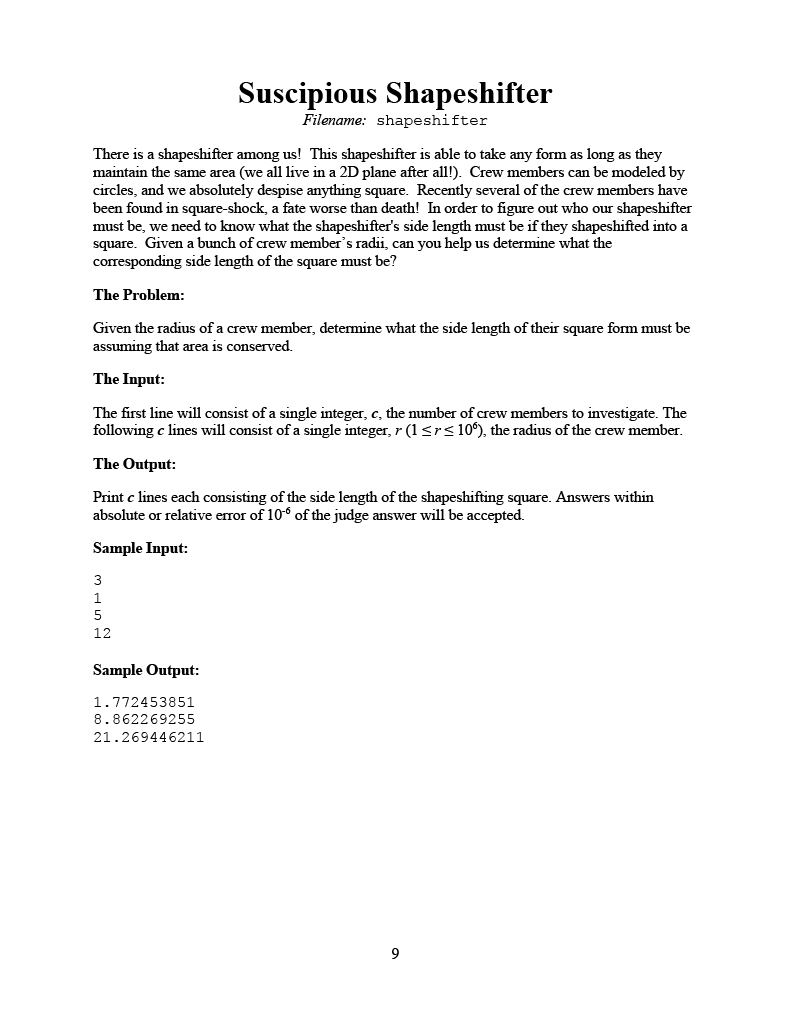 Suscipious Shapeshifter
Filename: shapeshifter
There is a shapeshifter among us! This shapeshifter is able to take any form as long as they
maintain the same area (we all live in a 2D plane after all!). Crew members can be modeled by
circles, and we absolutely despise anything square. Recently several of the crew members have
been found in square-shock, a fate worse than death! In order to figure out who our shapeshifter
must be, we need to know what the shapeshifter's side length must be if they shapeshifted into a
square. Given a bunch of crew member’s radii, can you help us determine what the
corresponding side length of the square must be?
The Problem:
Given the radius of a crew member, determine what the side length of their square form must be
assuming that area is conserved.
The Input:
The first line will consist of a single integer, c, the number of crew members to investigate. The
following c lines will consist of a single integer, r (1 ≤ r ≤ 10⁶), the radius of the crew member.
The Output:
Print c lines each consisting of the side length of the shapeshifting square. Answers within
absolute or relative error of 10⁻⁶ of the judge answer will be accepted.
Sample Input:
3
1
5
12
Sample Output:
1.772453851
8.862269255
21.269446211
9